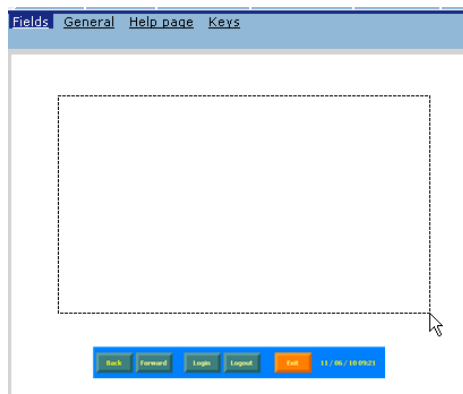 Fields General Help page Keys
Back Forward Login Logout Exit 11 / 06 / 10 09:21